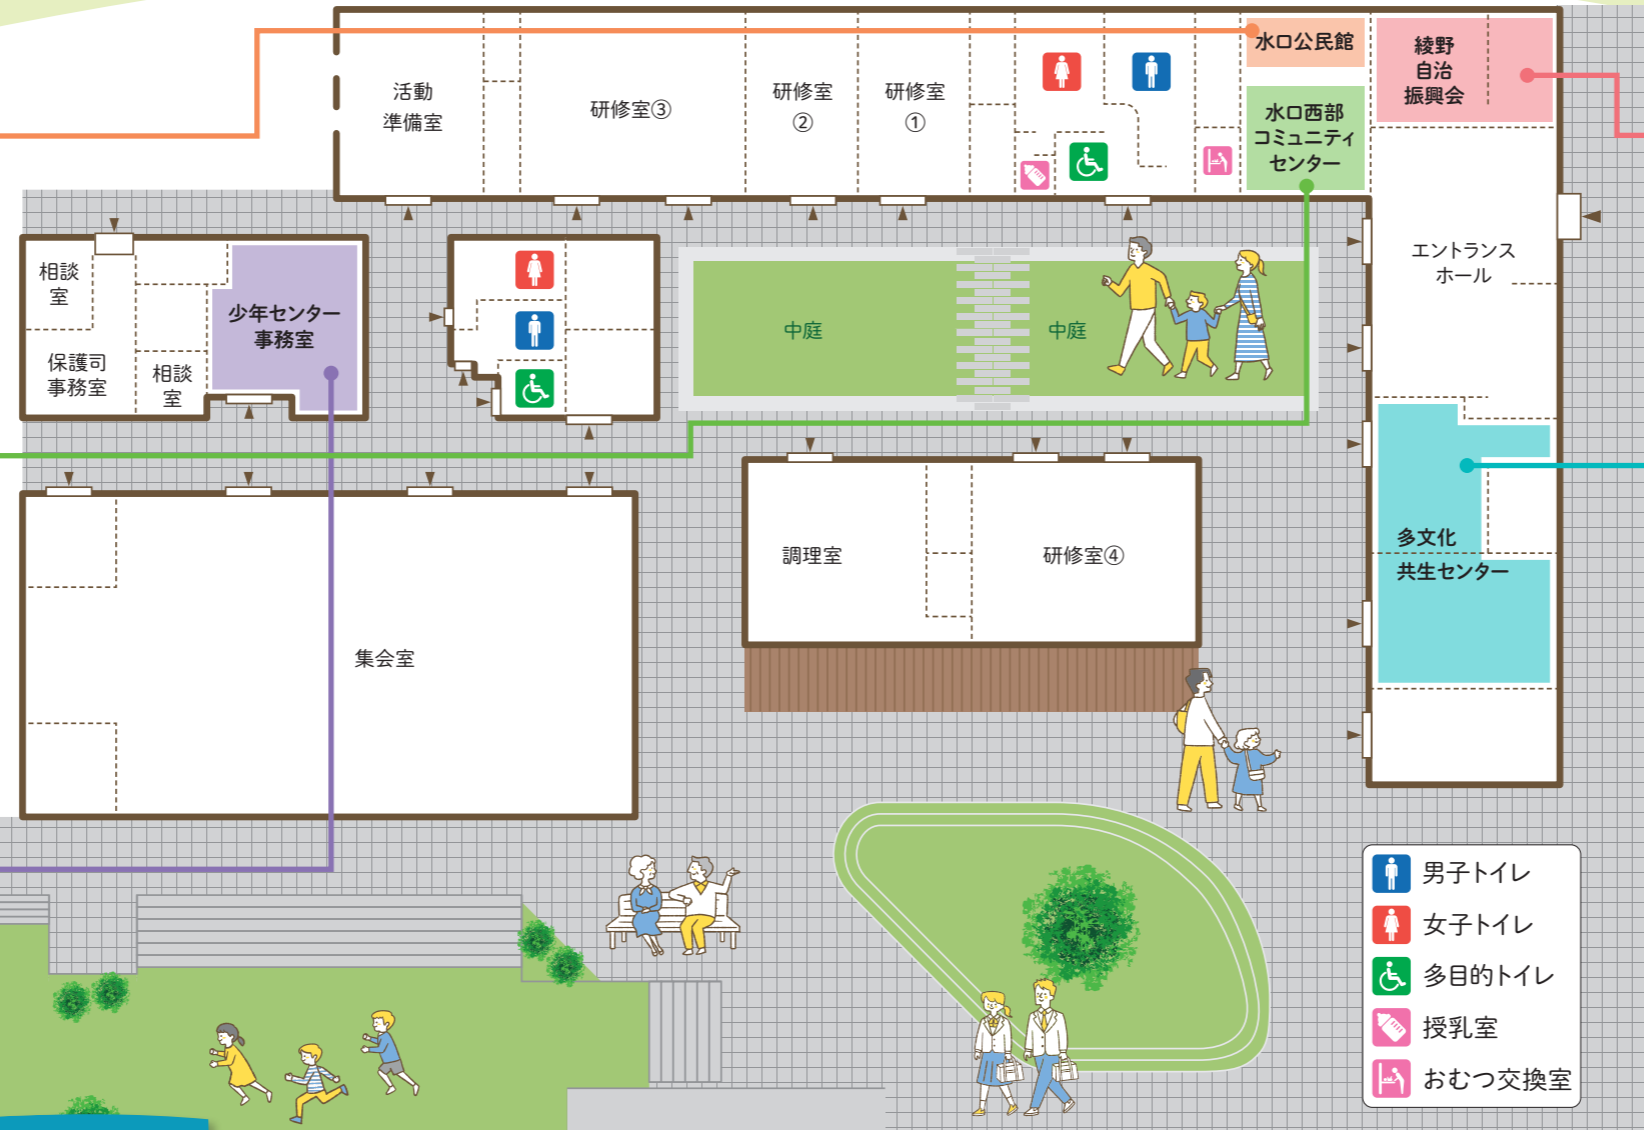 水口公民館
綾野
自治
振興会
活動
準備室
研修室③
研修室
②
研修室
①
水口西部
コミュニティ
センター
エントランス
ホール
相談
室
少年センター
事務室
保護司
事務室
相談
室
中庭
中庭
多文化
共生センター
調理室
研修室④
集会室
男子トイレ
女子トイレ
多目的トイレ
授乳室
おむつ交換室